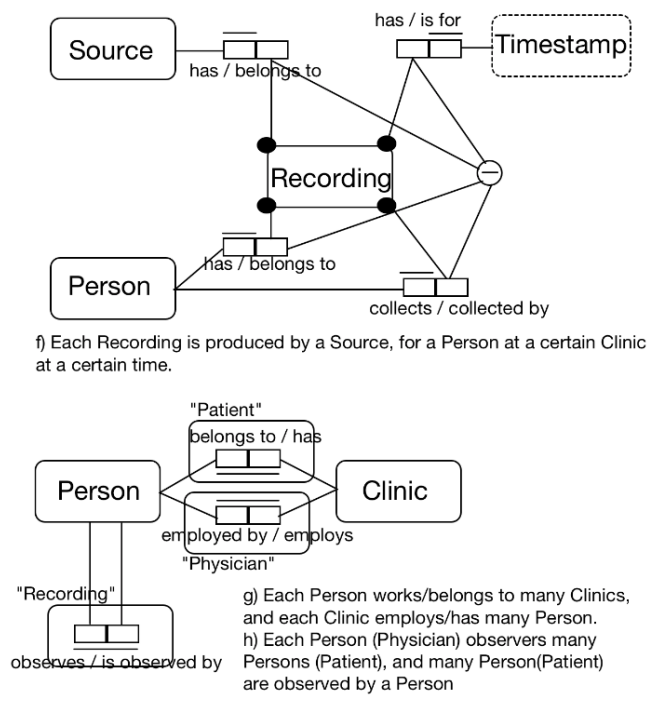 has / is for
Source
Timestamp
has / belongs to
Recording
has / belongs to
Person
collects / collected by
f) Each Recording is produced by a Source, for a Person at a certain Clinic
at a certain time.
"Patient"
belongs to / has
Person
Clinic
employed by / employs
"Physician"
"Recording"
g) Each Person works/belongs to many Clinics,
and each Clinic employs/has many Person.
h) Each Person (Physician) observers many
Persons (Patient), and many Person(Patient)
are observed by a Person
observes / is observed by